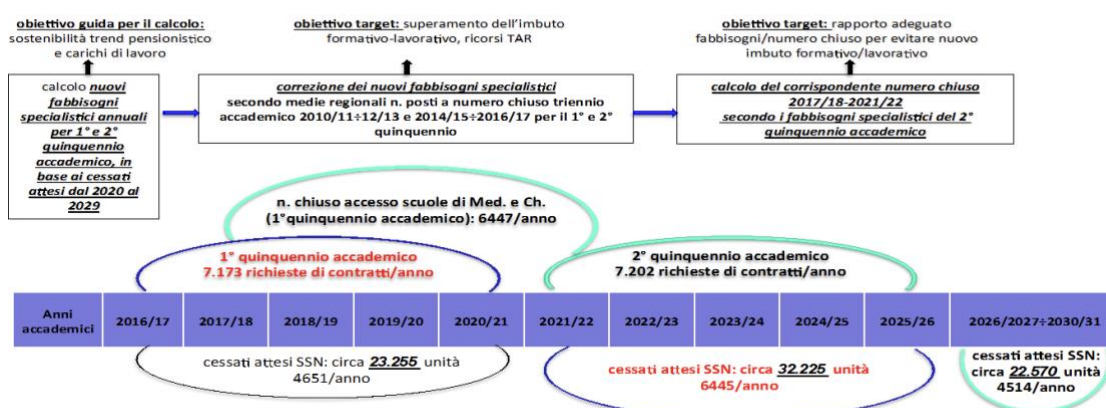 obiettivo guida per il calcolo:
sostenibilità trend pensionistico
e carichi di lavoro
obiettivo target: superamento dell'imbuto
formativo-lavorativo, ricorsi TAR
obiettivo target: rapporto adeguato
fabbisogni/numero chiuso per evitare nuovo
imbuto formativo/lavorativo
calcolo nuovi
fabbisogni
specialistici annuali
per 1° e 2°
quinquennio
accademico, in
base ai cessati
attesi dal 2020 al
2029
correzione dei nuovi fabbisogni specialistici
secondo medie regionali n. posti a numero chiuso triennio
accademico 2010/11÷12/13 e 2014/15÷2016/17 per il 1° e 2°
quinquennio
calcolo del corrispondente numero chiuso
2017/18-2021/22
secondo i fabbisogni specialistici del 2°
quinquennio accademico
n. chiuso accesso scuole di Med. e Ch.
(1°quinquennio accademico): 6447/anno
1° quinquennio accademico
7.173 richieste di contratti/anno
2° quinquennio accademico
7.202 richieste di contratti/anno
Anni
accademici
2016/17
2017/18
2018/19
2019/20
2020/21
2021/22
2022/23
2023/24
2024/25
2025/26
2026/2027÷2030/31
cessati attesi SSN: circa 23.255 unità
4651/anno
cessati attesi SSN: circa 32.225 unità
6445/anno
cessati attesi SSN:
circa 22.570 unità
4514/anno